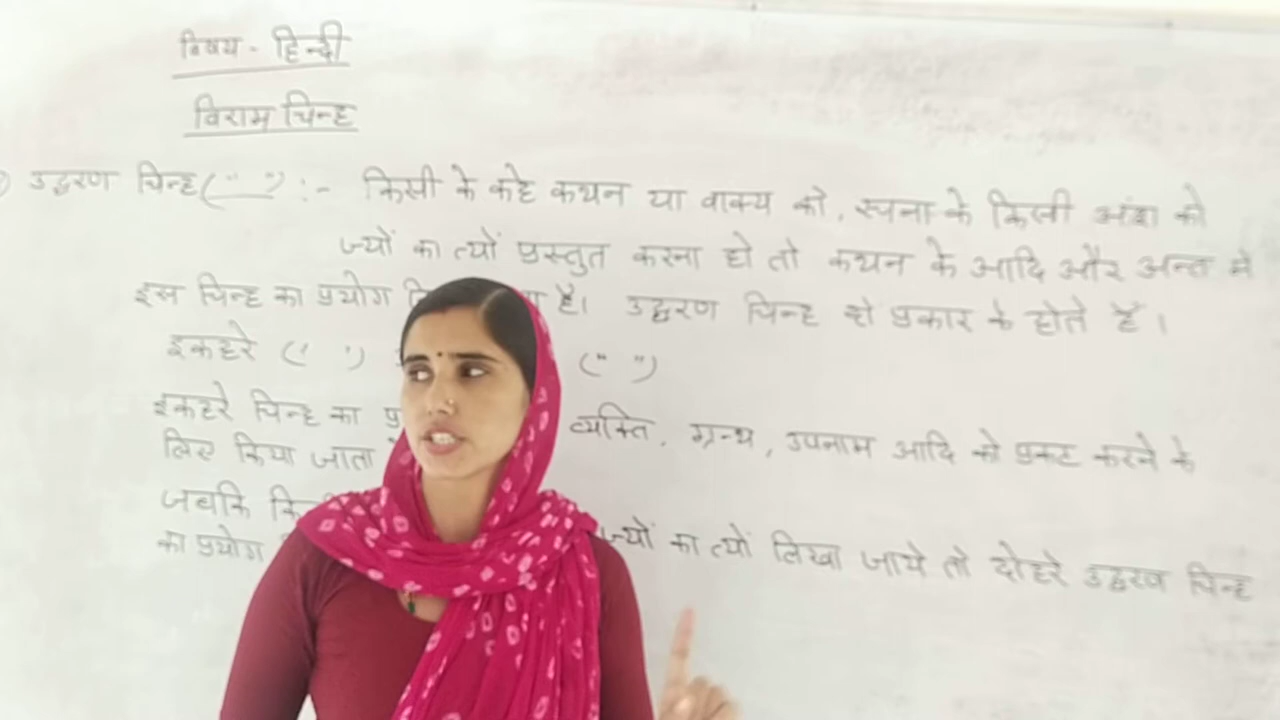 विषय - हिन्दी
विराम चिन्ह
उद्धरण चिन्ह (" ") :- किसी के कहे कथन या वाक्य को, रचना के किसी अंश को
ज्यों का त्यों प्रस्तुत करना हो तो कथन के आदि और अन्त में
इस चिन्ह का प्रयोग है। उद्धरण चिन्ह दो प्रकार के होते हैं।
इकहरे (' ') (" ")
इकहरे चिन्ह का व्यक्ति, ग्रन्थ, उपनाम आदि को प्रकट करने के
लिए किया जाता
जबकि ज्यों का त्यों लिखा जाये तो दोहरे उद्धरण चिन्ह
का प्रयोग